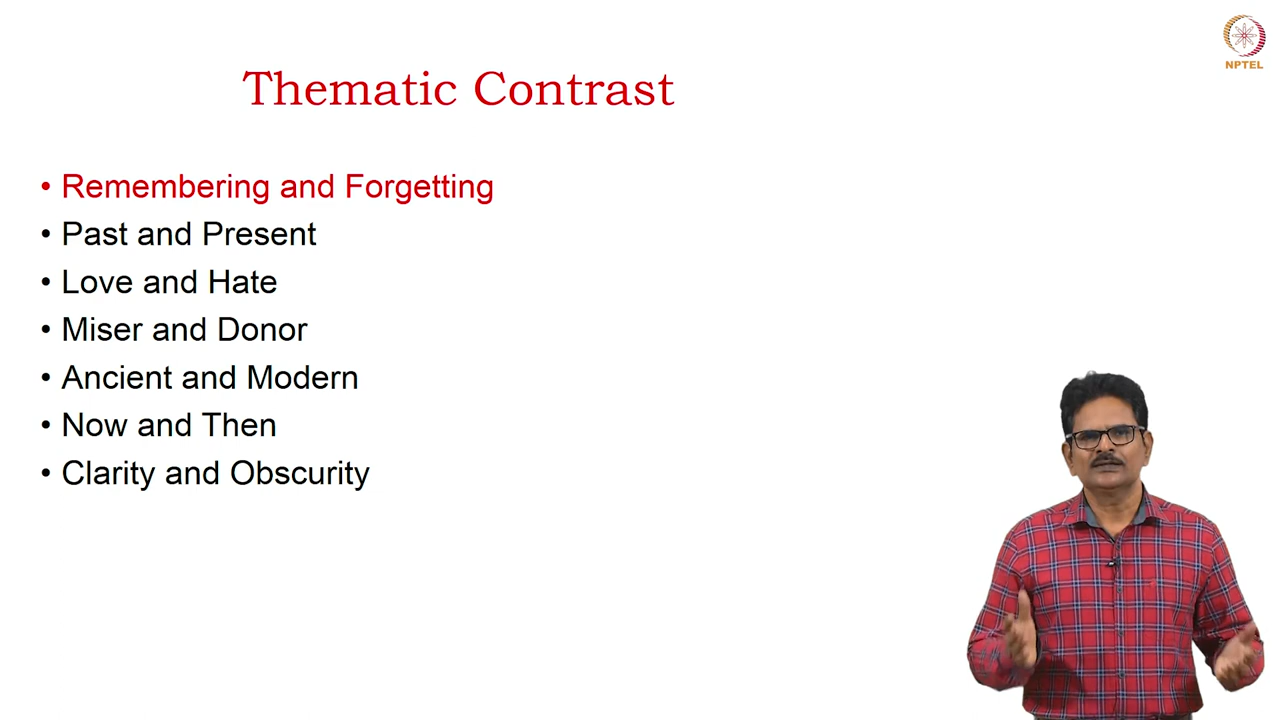 NPTEL
Thematic Contrast
• Remembering and Forgetting
• Past and Present
• Love and Hate
• Miser and Donor
• Ancient and Modern
• Now and Then
• Clarity and Obscurity